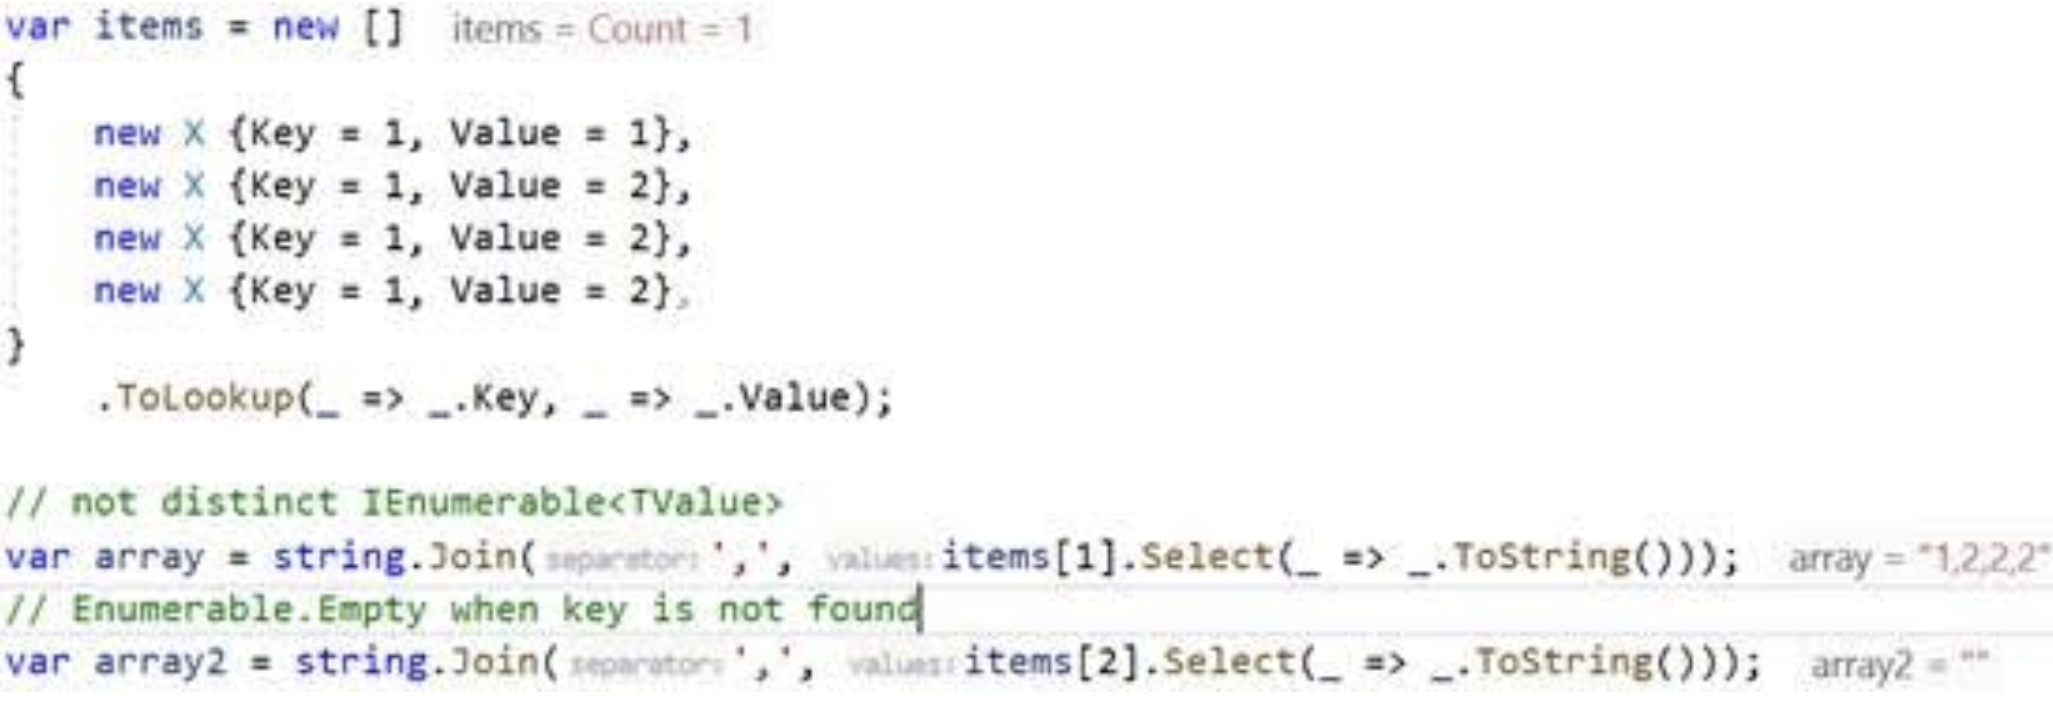 var items = new []  items = Count = 1
{
    new X {Key = 1, Value = 1},
    new X {Key = 1, Value = 2},
    new X {Key = 1, Value = 2},
    new X {Key = 1, Value = 2},
}
    .ToLookup(_ => _.Key, _ => _.Value);

// not distinct IEnumerable<TValue>
var array = string.Join( separator: ',', values: items[1].Select(_ => _.ToString()));  array = "1,2,2,2"
// Enumerable.Empty when key is not found
var array2 = string.Join( separator: ',', values: items[2].Select(_ => _.ToString()));  array2 = ""